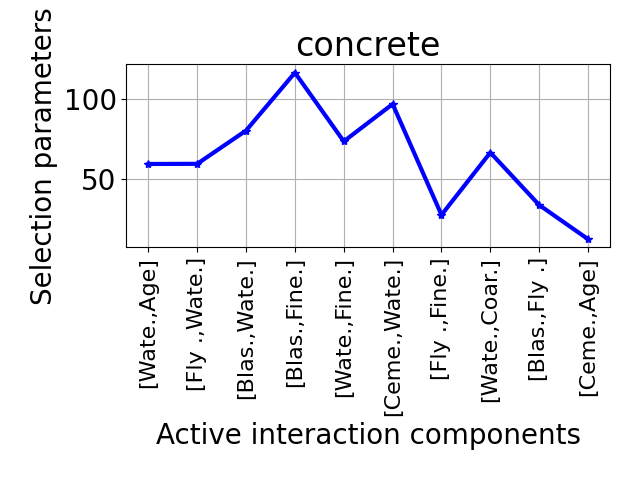 concrete
Selection parameters
100
50
[Wate.,Age]
[Fly .,Wate.]
[Blas.,Wate.]
[Blas.,Fine.]
[Wate.,Fine.]
[Ceme.,Wate.]
[Fly .,Fine.]
[Wate.,Coar.]
[Blas.,Fly .]
[Ceme.,Age]
Active interaction components